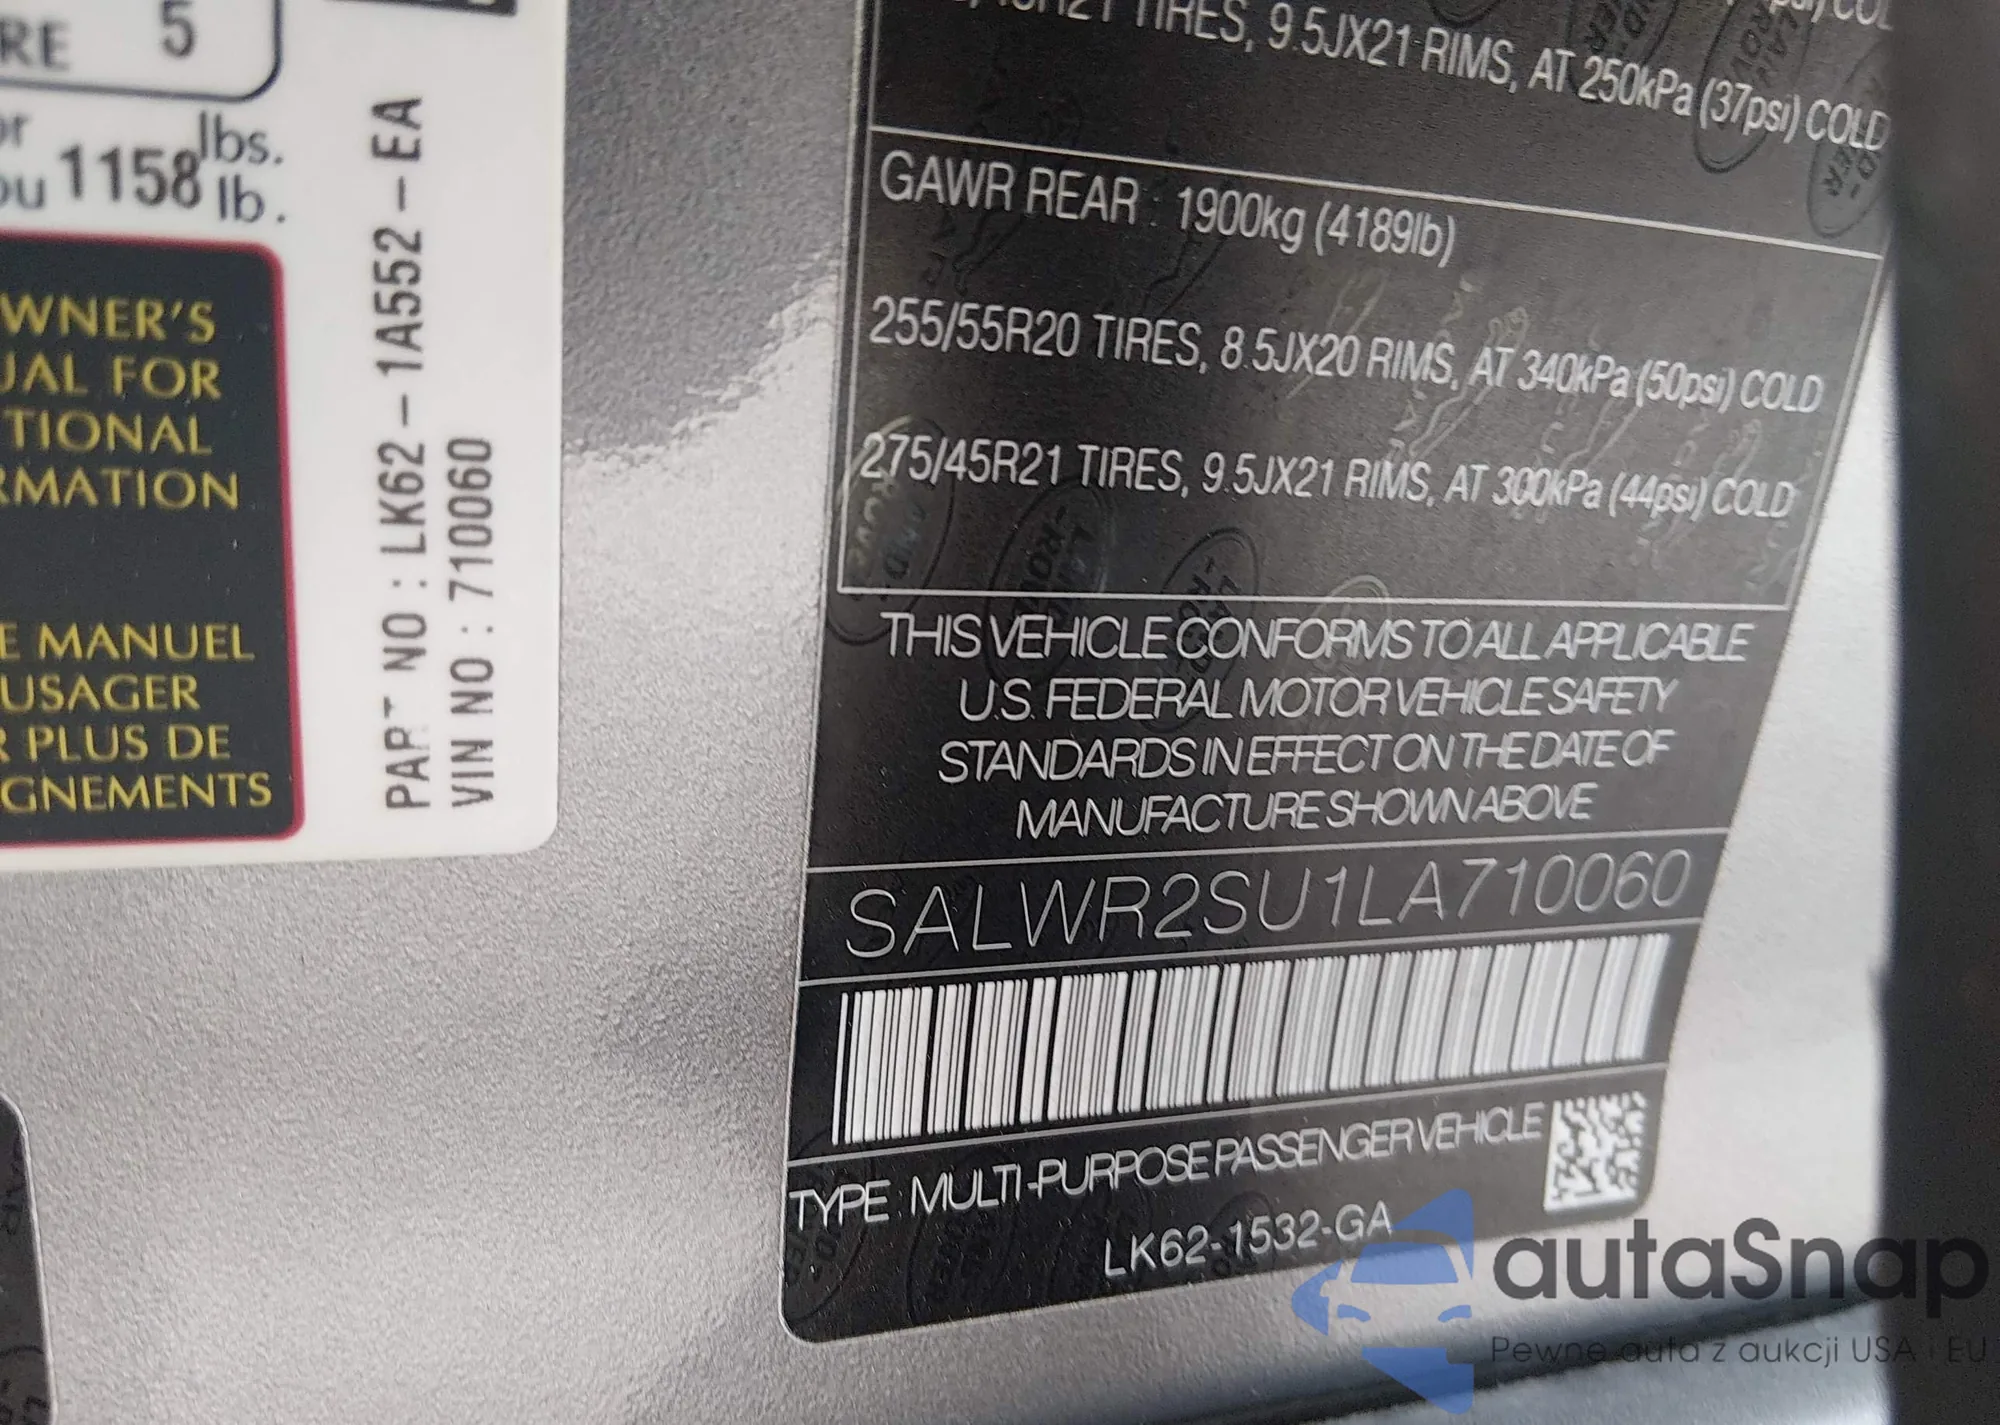 RE 5
or lbs.
ou 1158 lb.
WNER'S
UAL FOR
TIONAL
RMATION
E MANUEL
USAGER
R PLUS DE
GNEMENTS
PART NO : LK62 - 1A552 - EA
VIN NO : 710060
TIRES, 9.5JX21 RIMS, AT 250kPa (37psi) COLD
GAWR REAR : 1900kg (4189lb)
255/55R20 TIRES, 8.5JX20 RIMS, AT 340kPa (50psi) COLD
275/45R21 TIRES, 9.5JX21 RIMS, AT 300kPa (44psi) COLD
THIS VEHICLE CONFORMS TO ALL APPLICABLE
U.S. FEDERAL MOTOR VEHICLE SAFETY
STANDARDS IN EFFECT ON THE DATE OF
MANUFACTURE SHOWN ABOVE
SALWR2SU1LA710060
TYPE : MULTI-PURPOSE PASSENGER VEHICLE
LK62-1532-GA
autaSnap
Pewne auta z aukcji USA i EU